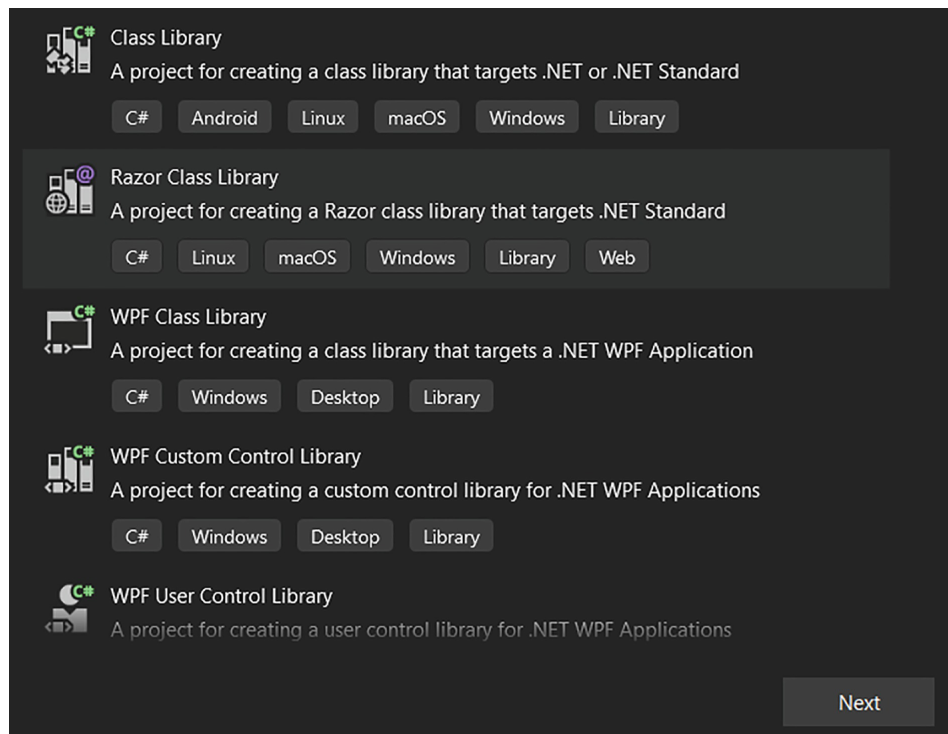 C#
Class Library
A project for creating a class library that targets .NET or .NET Standard
C# Android Linux macOS Windows Library
@
Razor Class Library
A project for creating a Razor class library that targets .NET Standard
C# Linux macOS Windows Library Web
C#
WPF Class Library
A project for creating a class library that targets a .NET WPF Application
C# Windows Desktop Library
C#
WPF Custom Control Library
A project for creating a custom control library for .NET WPF Applications
C# Windows Desktop Library
C#
WPF User Control Library
A project for creating a user control library for .NET WPF Applications
Next